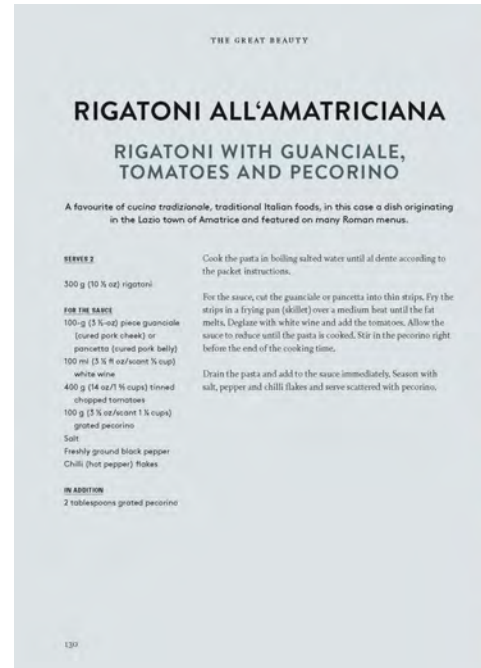 THE GREAT BEAUTY
RIGATONI ALL‘AMATRICIANA
RIGATONI WITH GUANCIALE,
TOMATOES AND PECORINO
A favourite of cucina tradizionale, traditional Italian foods, in this case a dish originating
in the Lazio town of Amatrice and featured on many Roman menus.
SERVES 2
300 g (10 ½ oz) rigatoni
FOR THE SAUCE
100-g (3 ½-oz) piece guanciale
(cured pork cheek) or
pancetta (cured pork belly)
100 ml (3 ½ fl oz/scant ½ cup)
white wine
400 g (14 oz/1 cups) tinned
chopped tomatoes
100 g (3 ½ oz/scant 1 cups)
grated pecorino
Salt
Freshly ground black pepper
Chilli (hot pepper) flakes
IN ADDITION
2 tablespoons grated pecorino
Cook the pasta in boiling salted water until al dente according to
the packet instructions.
For the sauce, cut the guanciale or pancetta into thin strips. Fry the
strips in a frying pan (skillet) over a medium heat until the fat
melts. Deglaze with white wine and add the tomatoes. Allow the
sauce to reduce until the pasta is cooked. Stir in the pecorino right
before the end of the cooking time.
Drain the pasta and add to the sauce immediately. Season with
salt, pepper and chilli flakes and serve scattered with pecorino.
130